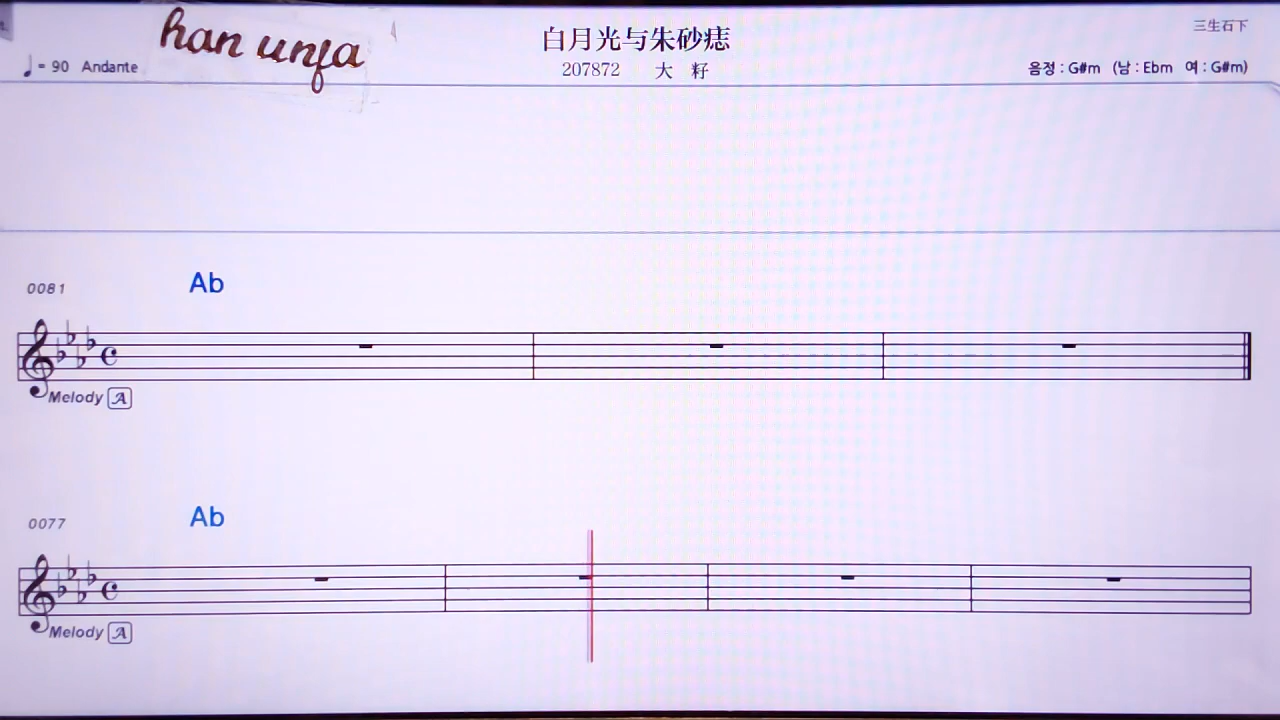 han unfa
白月光与朱砂痣
三生石下
♩ = 90 Andante
207872 大 籽
음정 : G#m (남 : Ebm 여 : G#m)
0081 Ab
Melody A
0077 Ab
Melody A